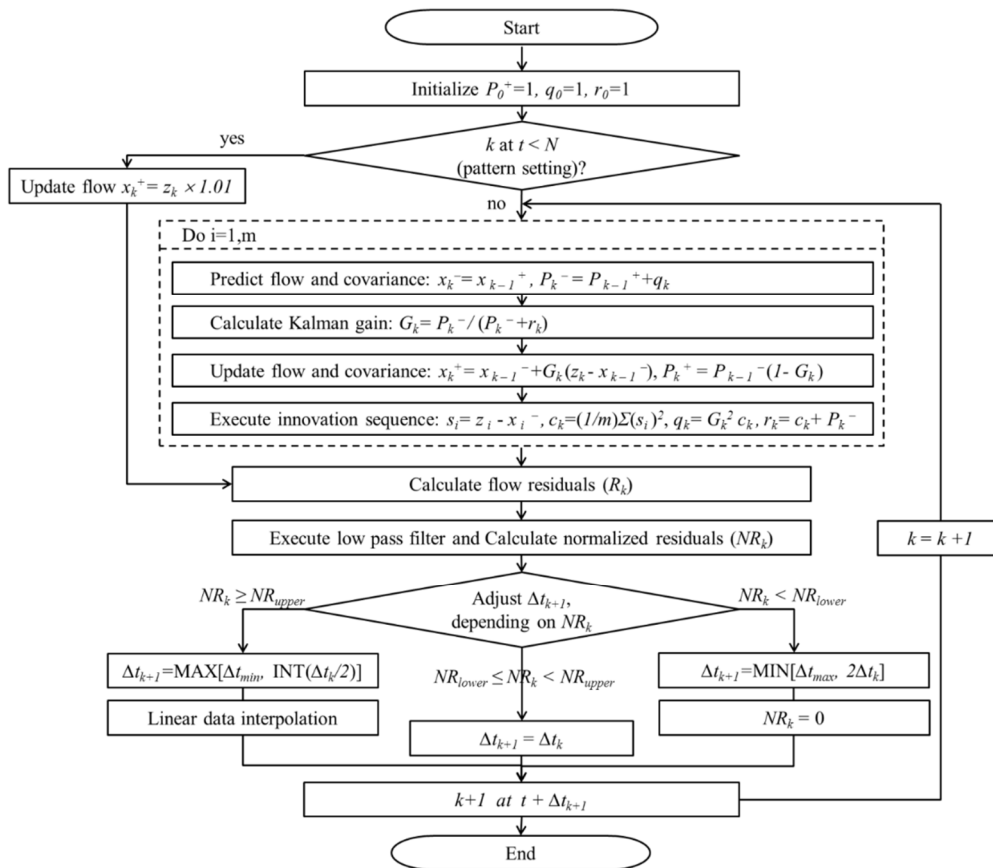 Start
Initialize P₀⁺=1, q₀=1, r₀=1
yes
k at t < N
(pattern setting)?
Update flow xₖ⁺= zₖ × 1.01
no
Do i=1,m
Predict flow and covariance: xₖ⁻= xₖ₋₁⁺, Pₖ⁻= Pₖ₋₁⁺+qₖ
Calculate Kalman gain: Gₖ= Pₖ⁻/(Pₖ⁻+rₖ)
Update flow and covariance: xₖ⁺= xₖ₋₁⁻+Gₖ(zₖ- xₖ₋₁⁻), Pₖ⁺ = Pₖ₋₁⁻(1- Gₖ)
Execute innovation sequence: sᵢ= zᵢ - xᵢ⁻, cₖ=(1/m)Σ(sᵢ)², qₖ= Gₖ² cₖ, rₖ= cₖ+ Pₖ⁻
Calculate flow residuals (Rₖ)
Execute low pass filter and Calculate normalized residuals (NRₖ)
k = k +1
NRₖ ≥ NR_upper
Adjust Δtₖ₊₁,
depending on NRₖ
NRₖ < NR_lower
Δtₖ₊₁=MAX[Δt_min, INT(Δtₖ/2)]
NR_lower ≤ NRₖ < NR_upper
Δtₖ₊₁=MIN[Δt_max, 2Δtₖ]
Linear data interpolation
NRₖ = 0
Δtₖ₊₁ = Δtₖ
k+1 at t + Δtₖ₊₁
End